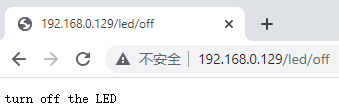 192.168.0.129/led/off
不安全 192.168.0.129/led/off
turn off the LED